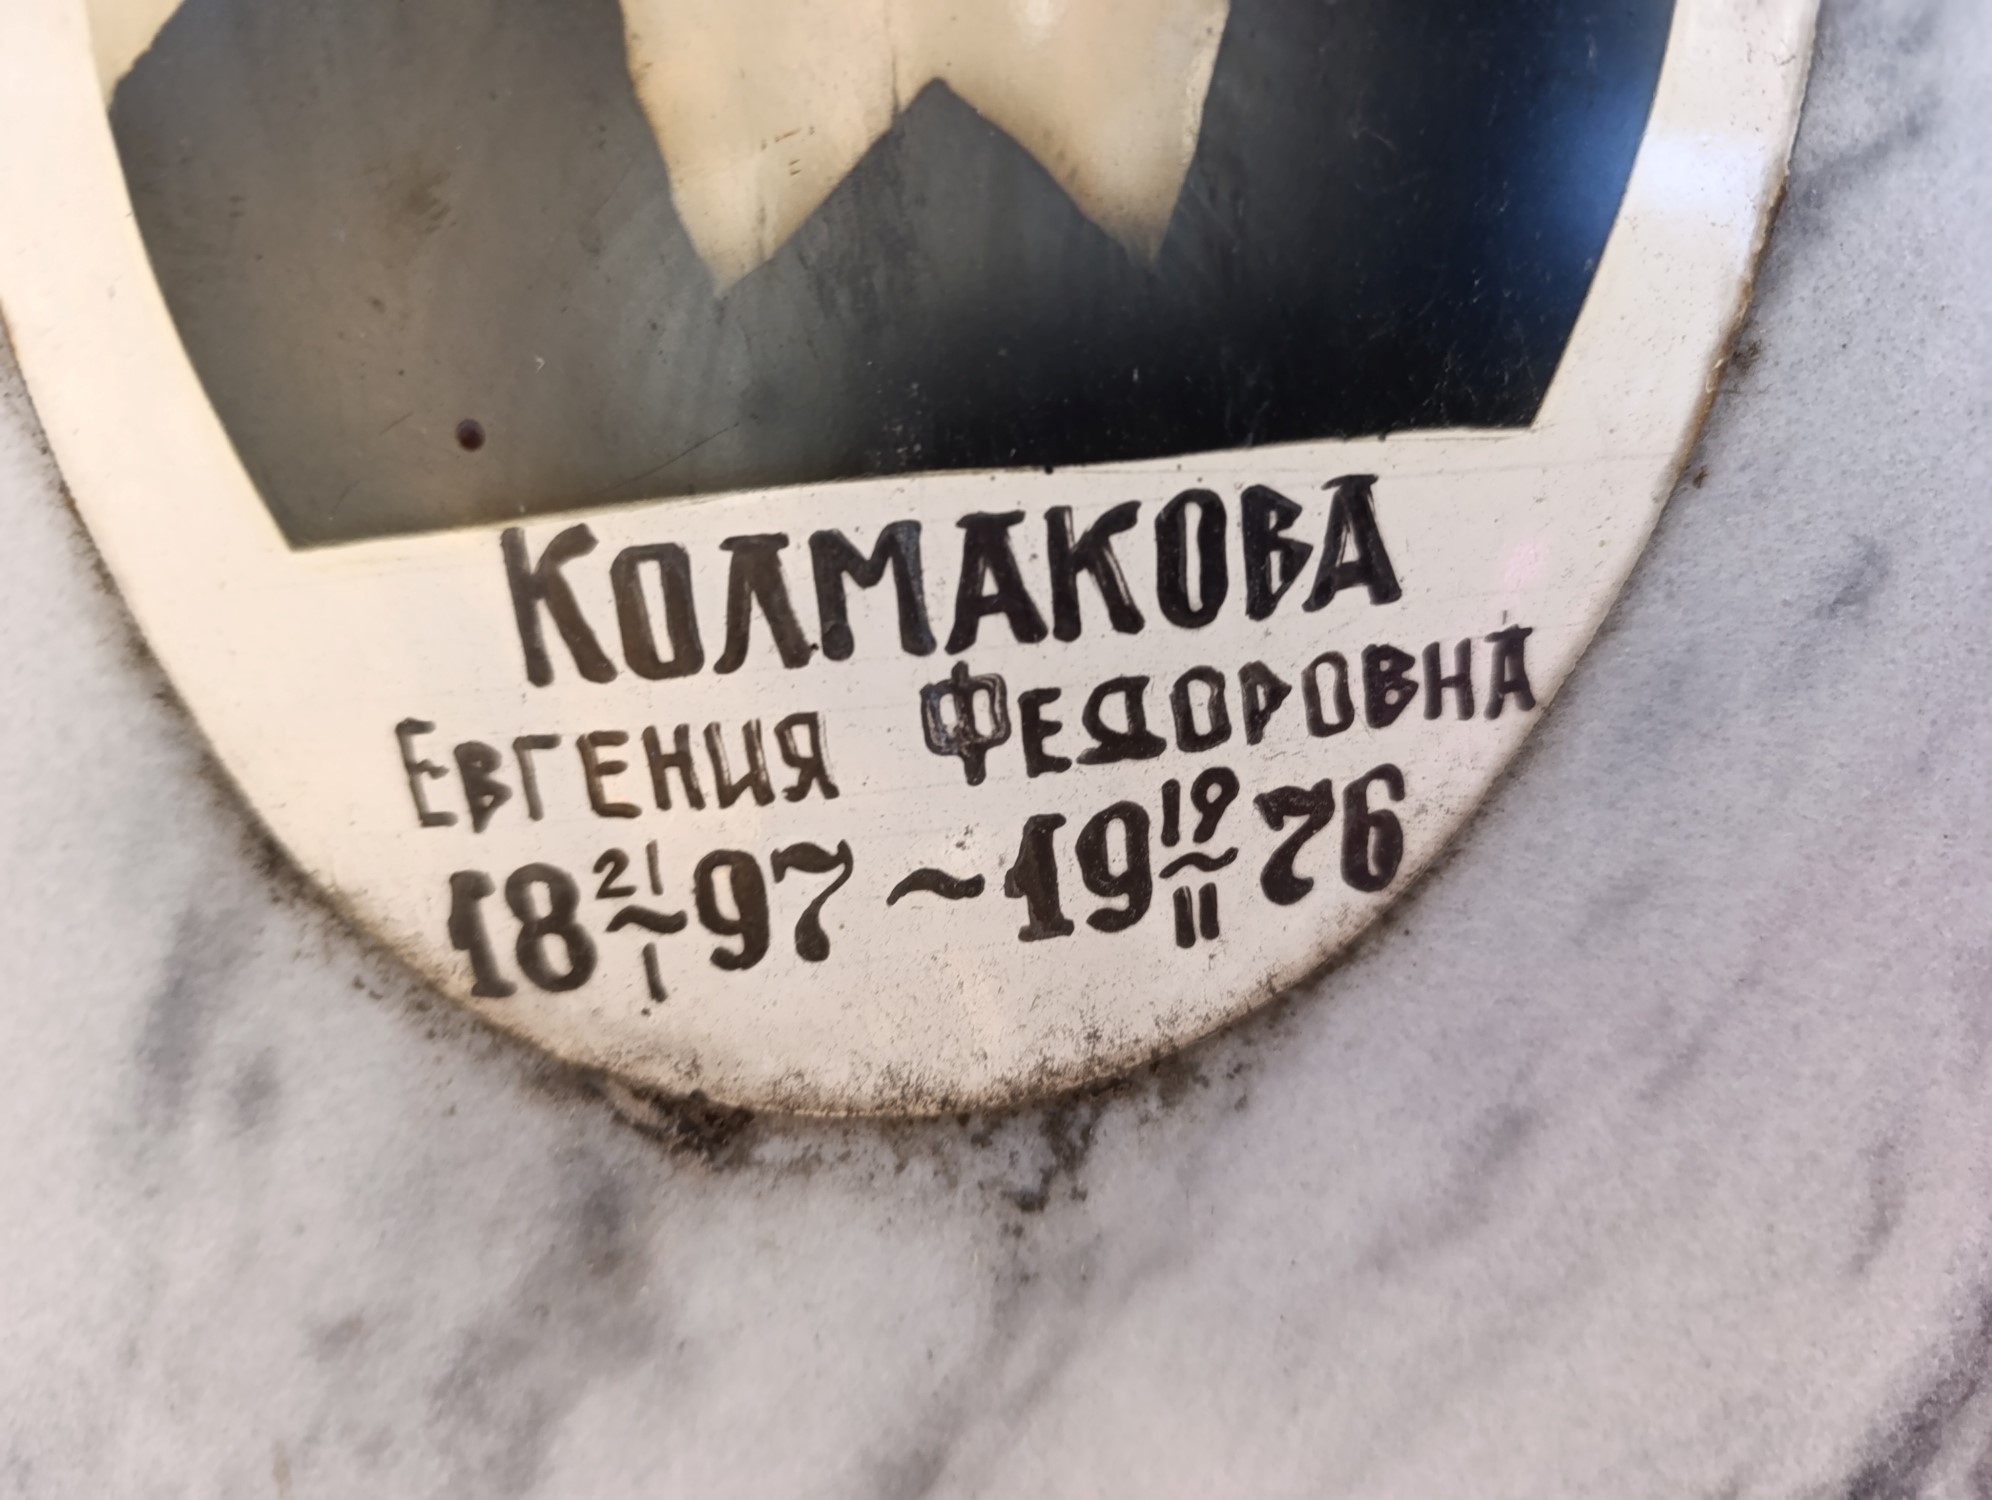 КОЛМАКОВА
ЕВГЕНИЯ ФЕДОРОВНА
18 21/I 97 ~ 19 19/II 76